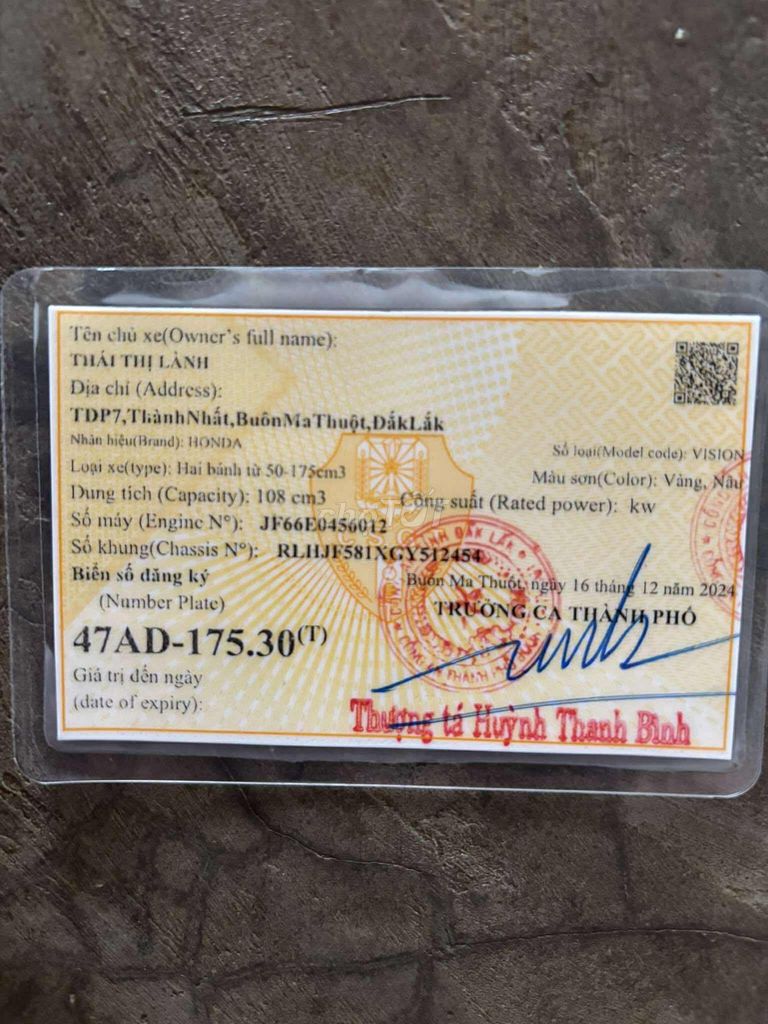 Tên chủ xe(Owner's full name):
THÁI THỊ LÀNH
Địa chỉ (Address):
TDP7,ThànhNhất,BuônMaThuột,ĐắkLắk
Nhãn hiệu(Brand): HONDA
Số loại(Model code): VISION
Loại xe(type): Hai bánh từ 50-175cm3
Màu sơn(Color): Vàng, Nâu
Dung tích (Capacity): 108 cm3
Công suất (Rated power): kw
chợTỐT
Số máy (Engine Nº): JF66E0456012
Số khung(Chassis Nº): RLHJF581XGY512454
Biển số đăng ký
Buôn Ma Thuột, ngày 16 tháng 12 năm 2024
(Number Plate)
TRƯỞNG CA THÀNH PHỐ
47AD-175.30(T)
Giá trị đến ngày
(date of expiry):
Thượng tá Huỳnh Thanh Bình